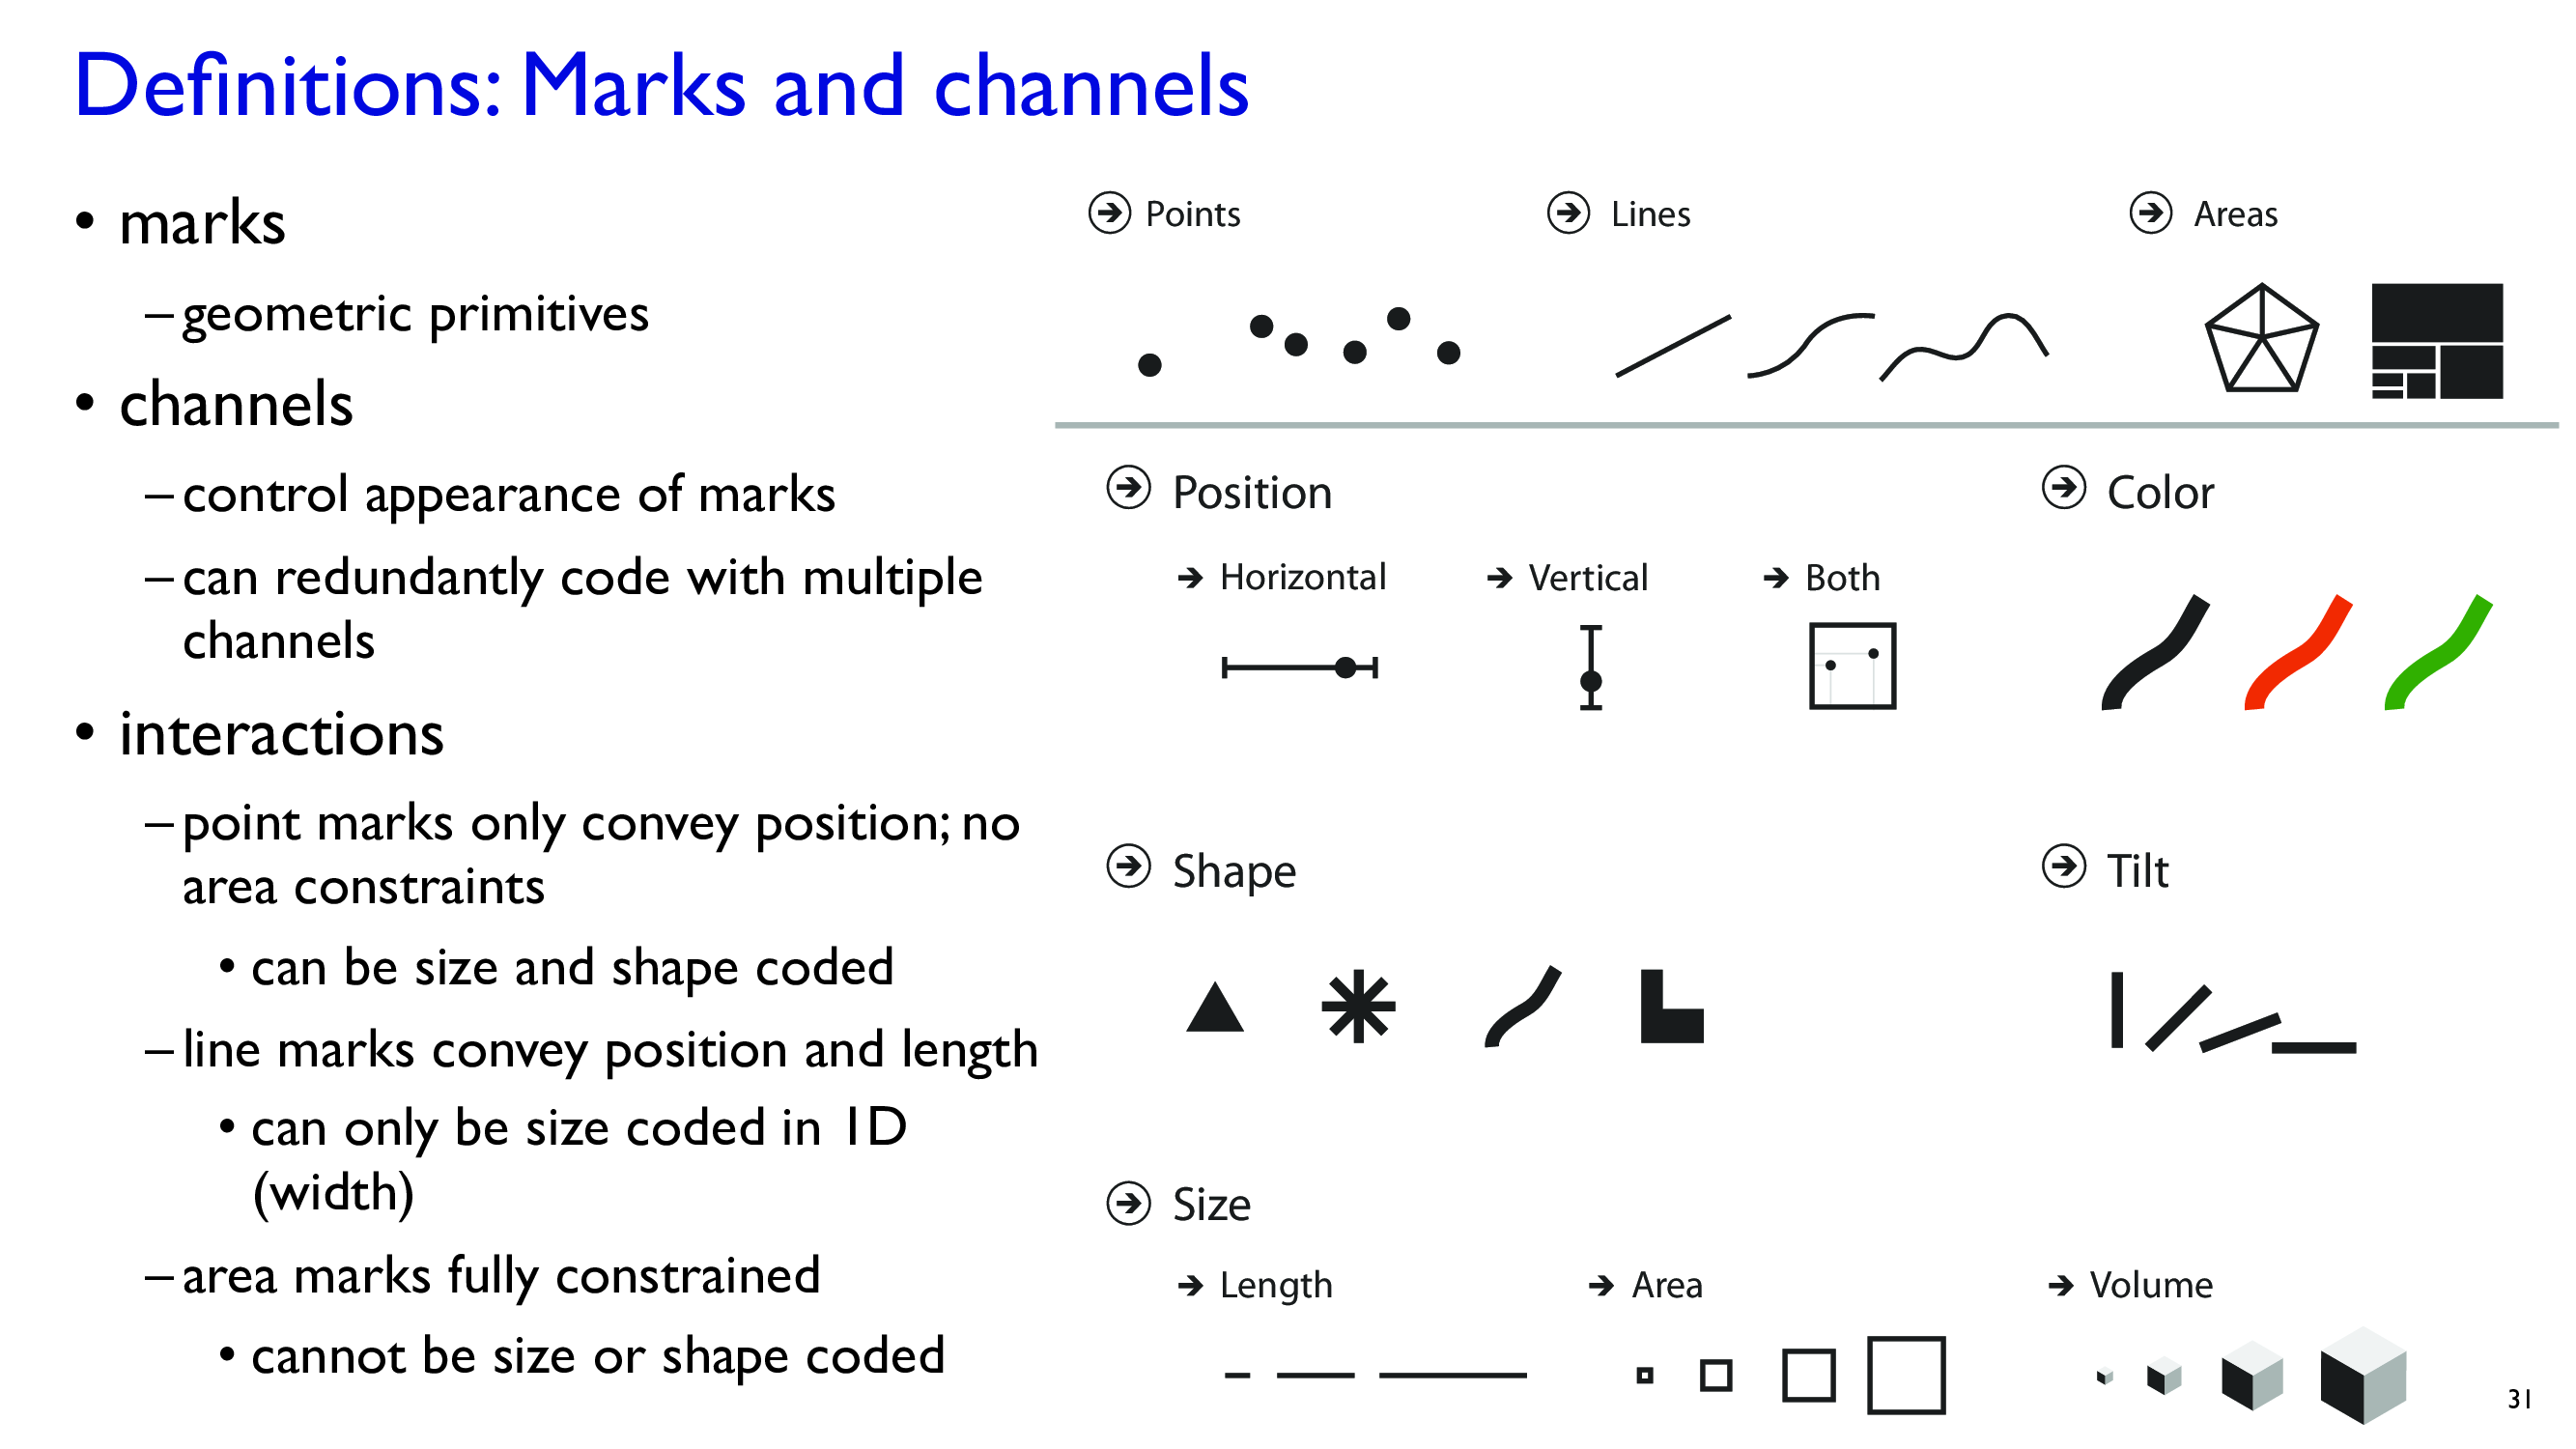 Definitions: Marks and channels
• marks
– geometric primitives
• channels
– control appearance of marks
– can redundantly code with multiple
channels
• interactions
– point marks only convey position; no
area constraints
• can be size and shape coded
– line marks convey position and length
• can only be size coded in 1D
(width)
– area marks fully constrained
• cannot be size or shape coded
Points
Lines
Areas
Position
Horizontal
Vertical
Both
Color
Shape
Tilt
Size
Length
Area
Volume
31